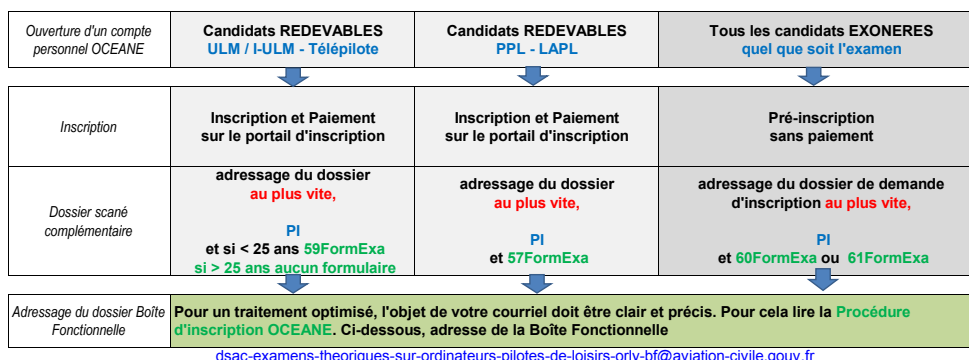 Ouverture d'un compte
personnel OCEANE
Candidats REDEVABLES
ULM / I-ULM - Télépilote
Candidats REDEVABLES
PPL - LAPL
Tous les candidats EXONERES
quel que soit l'examen
Inscription
Inscription et Paiement
sur le portail d'inscription
Inscription et Paiement
sur le portail d'inscription
Pré-inscription
sans paiement
Dossier scané
complémentaire
adressage du dossier
au plus vite,
PI
et si < 25 ans 59FormExa
si > 25 ans aucun formulaire
adressage du dossier
au plus vite,
PI
et 57FormExa
adressage du dossier de demande
d'inscription au plus vite,
PI
et 60FormExa ou 61FormExa
Adressage du dossier Boîte
Fonctionnelle
Pour un traitement optimisé, l'objet de votre courriel doit être clair et précis. Pour cela lire la Procédure
d'inscription OCEANE. Ci-dessous, adresse de la Boîte Fonctionnelle
dsac-examens-theoriques-sur-ordinateurs-pilotes-de-loisirs-orly-bf@aviation-civile.gouv.fr